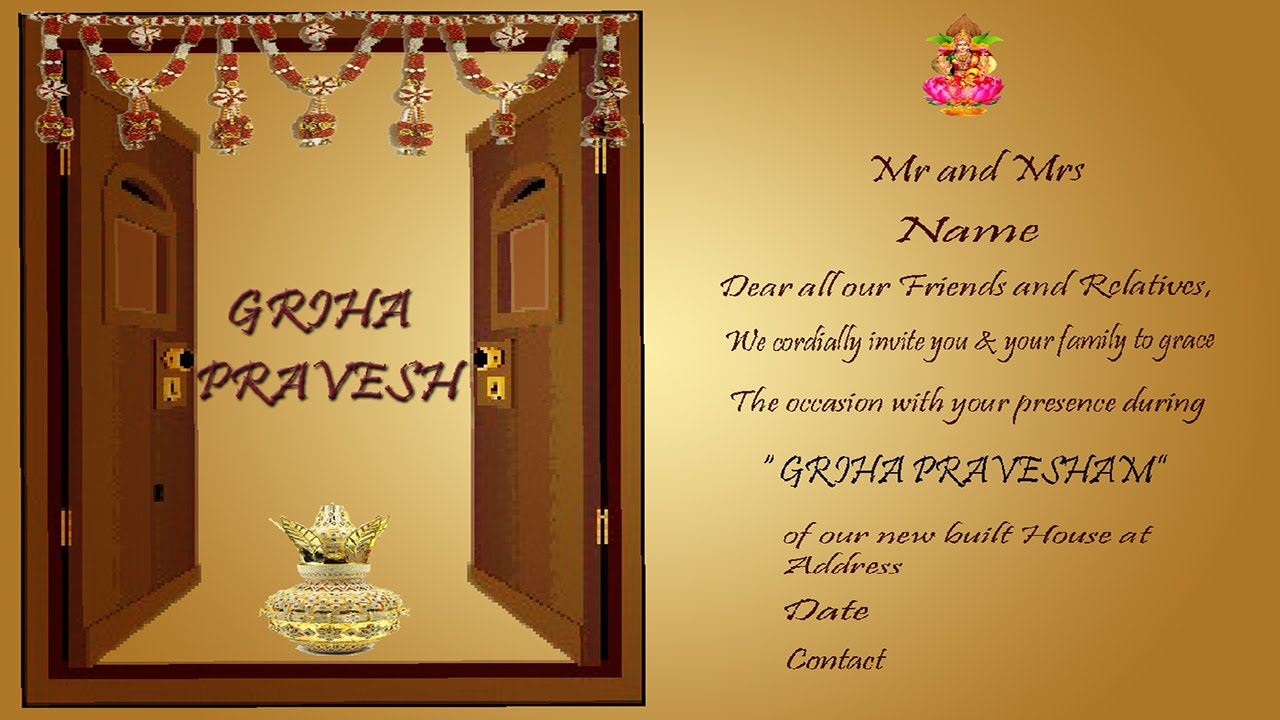 GRIHA
PRAVESH
Mr and Mrs
Name
Dear all our Friends and Relatives,
We cordially invite you & your family to grace
The occasion with your presence during
” GRIHA PRAVESHAM“
of our new built House at
Address
Date
Contact